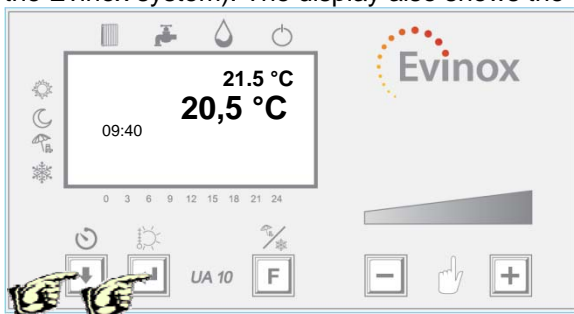 the Evinox system). The display also shows the
Evinox
21.5 °C
20,5 °C
09:40
0 3 6 9 12 15 18 21 24
UA 10 F